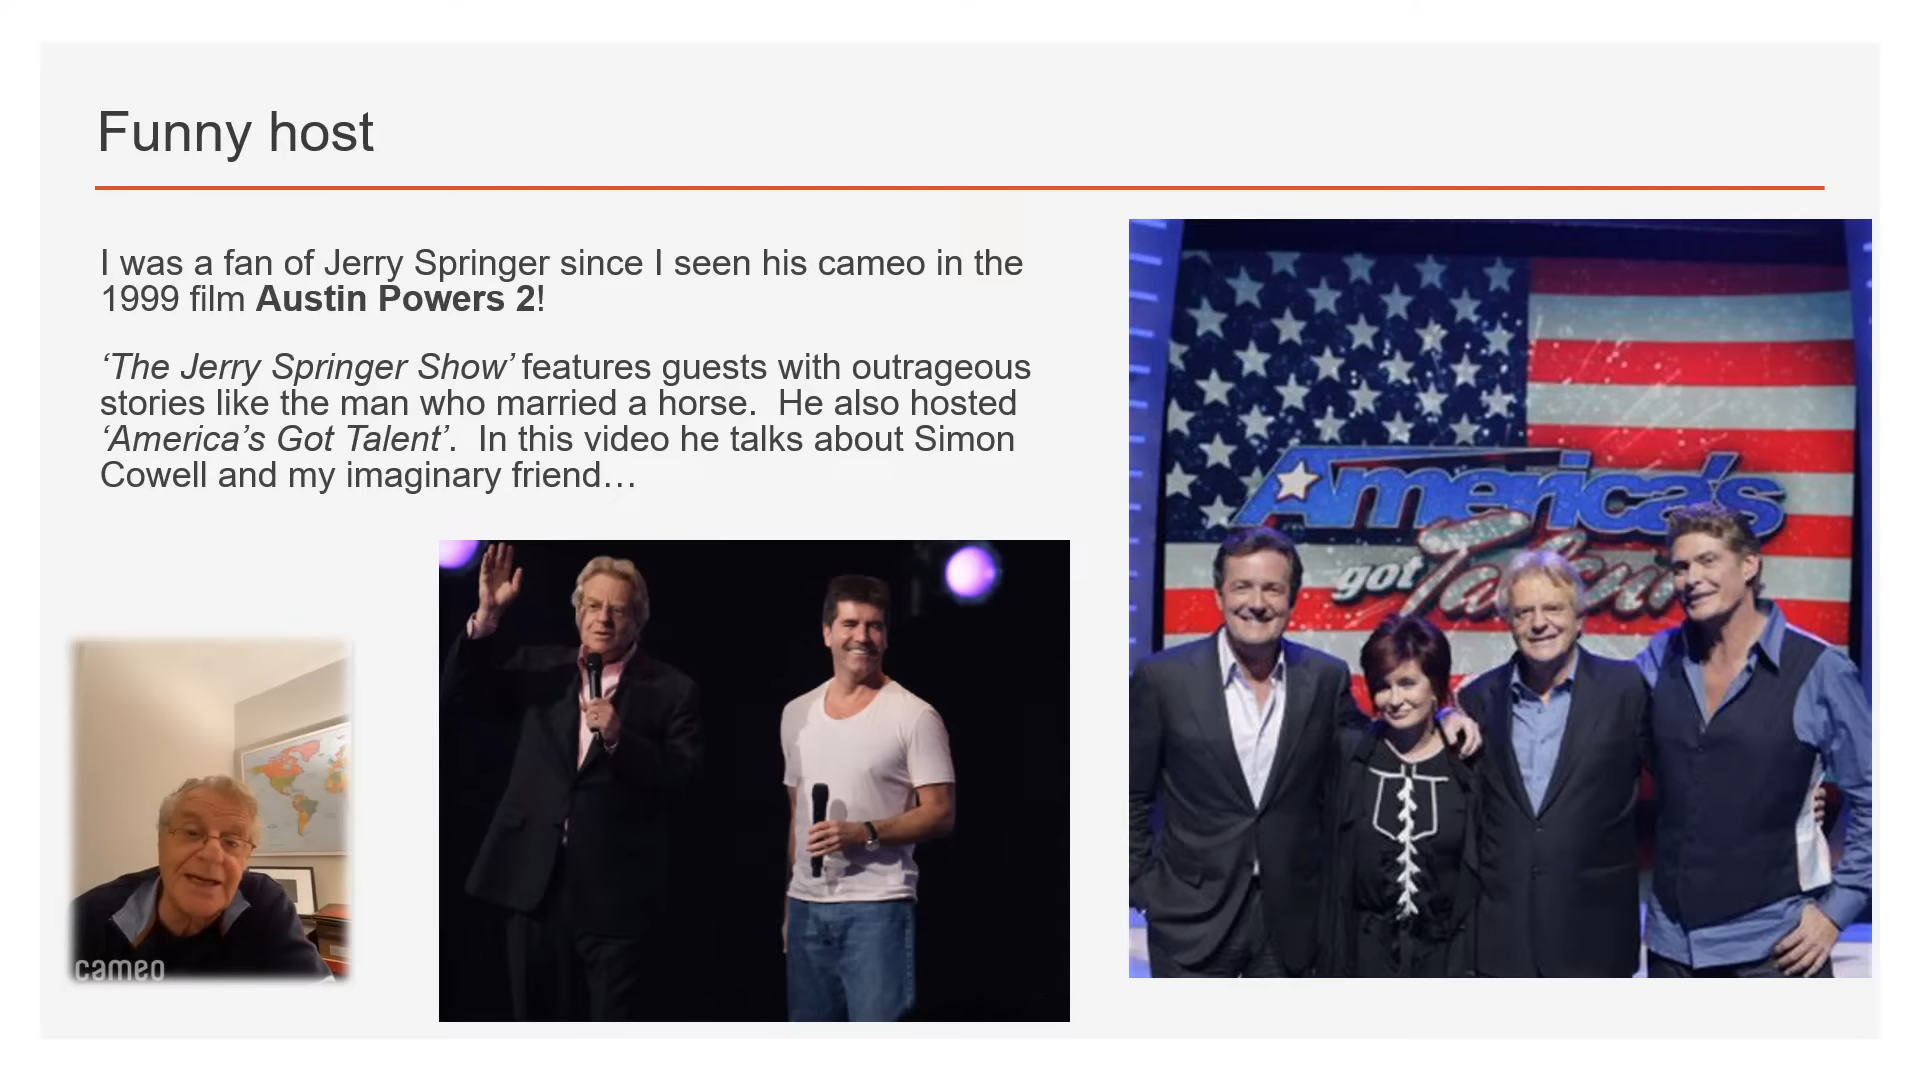 Funny host
I was a fan of Jerry Springer since I seen his cameo in the
1999 film Austin Powers 2!
‘The Jerry Springer Show’ features guests with outrageous
stories like the man who married a horse.  He also hosted
‘America’s Got Talent’.  In this video he talks about Simon
Cowell and my imaginary friend…
America's
got Talent
cameo